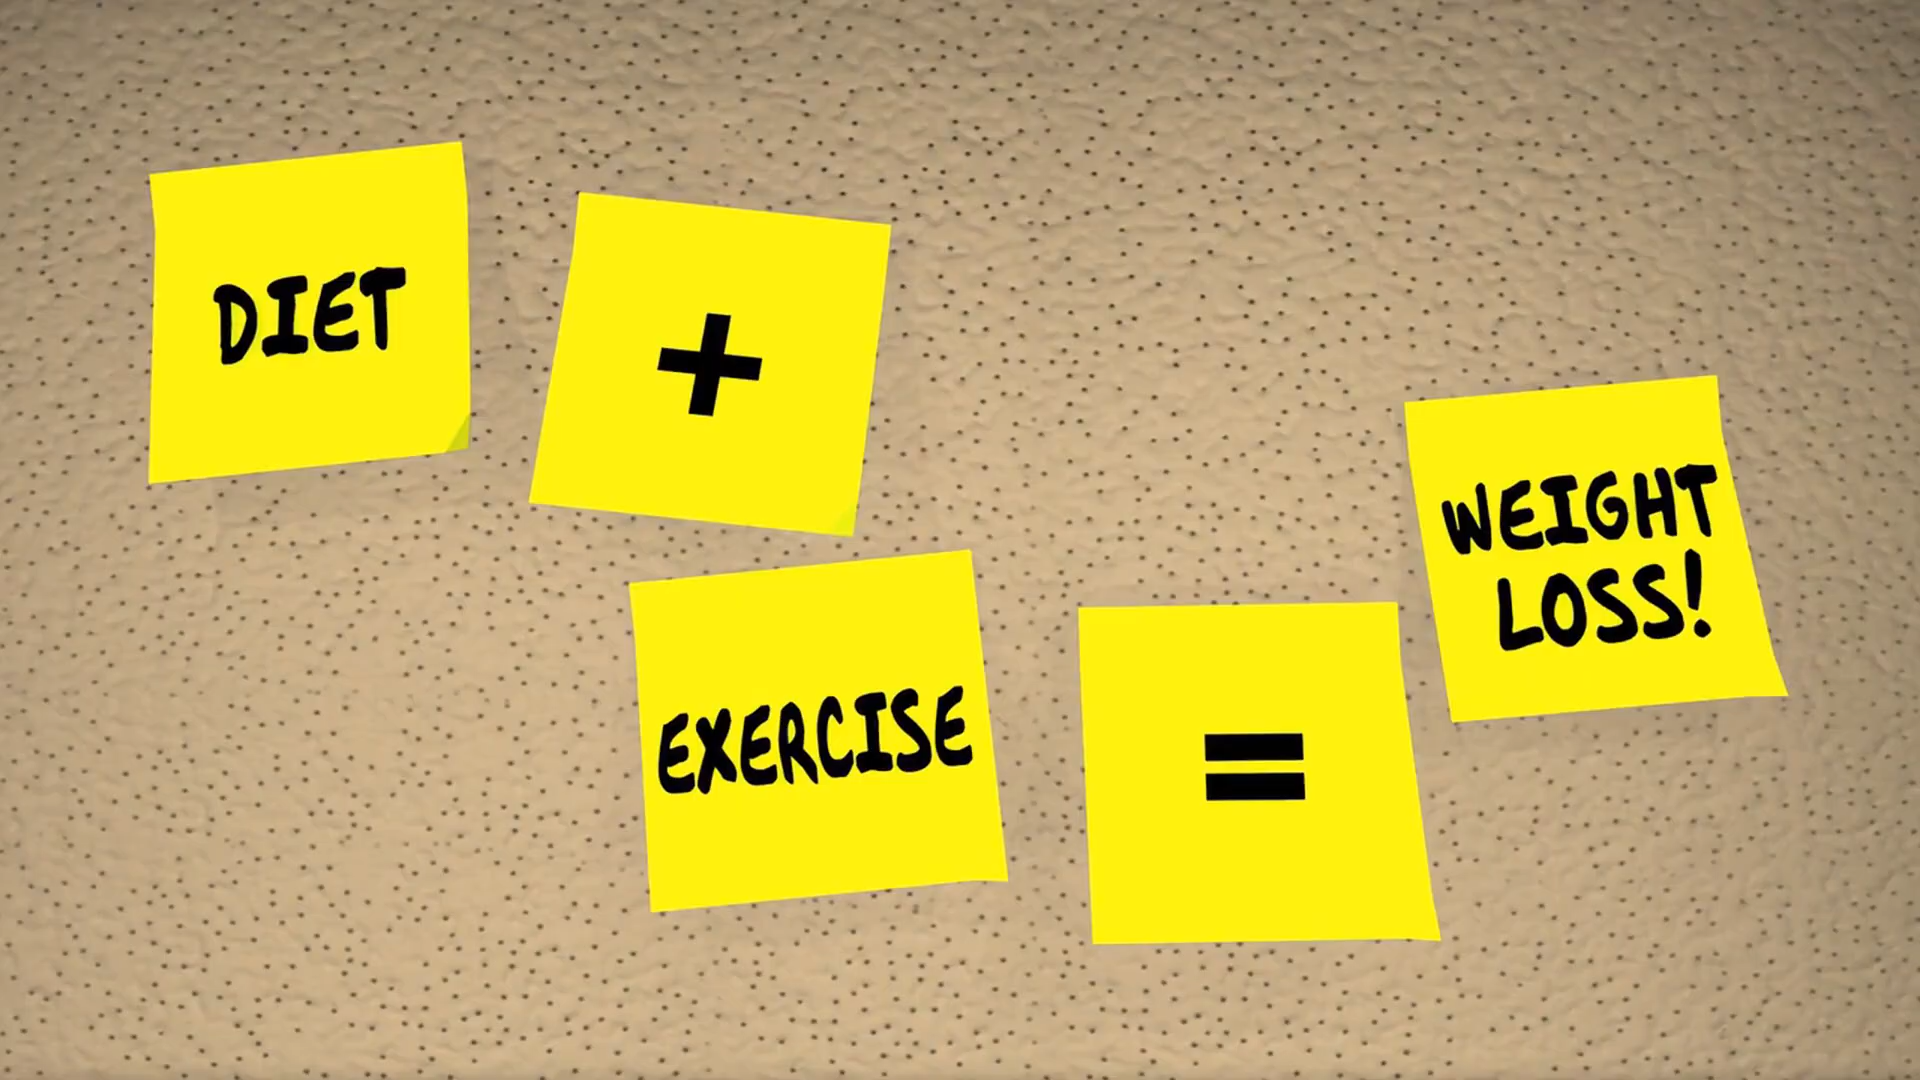 DIET
+
EXERCISE
=
WEIGHT
LOSS!